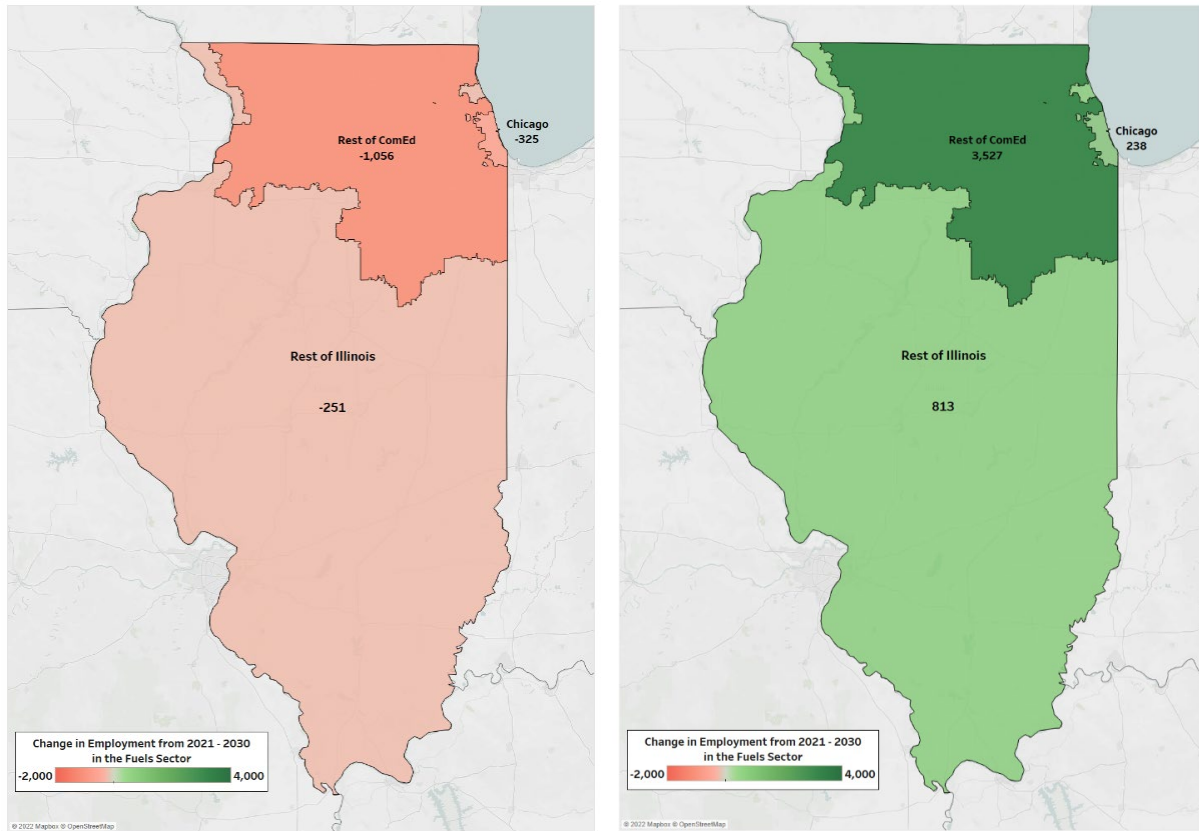 Rest of ComEd
-1,056
Chicago
-325
Rest of Illinois
-251
Change in Employment from 2021 - 2030
in the Fuels Sector
-2,000 4,000
© 2022 Mapbox © OpenStreetMap
Rest of ComEd
3,527
Chicago
238
Rest of Illinois
813
Change in Employment from 2021 - 2030
in the Fuels Sector
-2,000 4,000
© 2022 Mapbox © OpenStreetMap